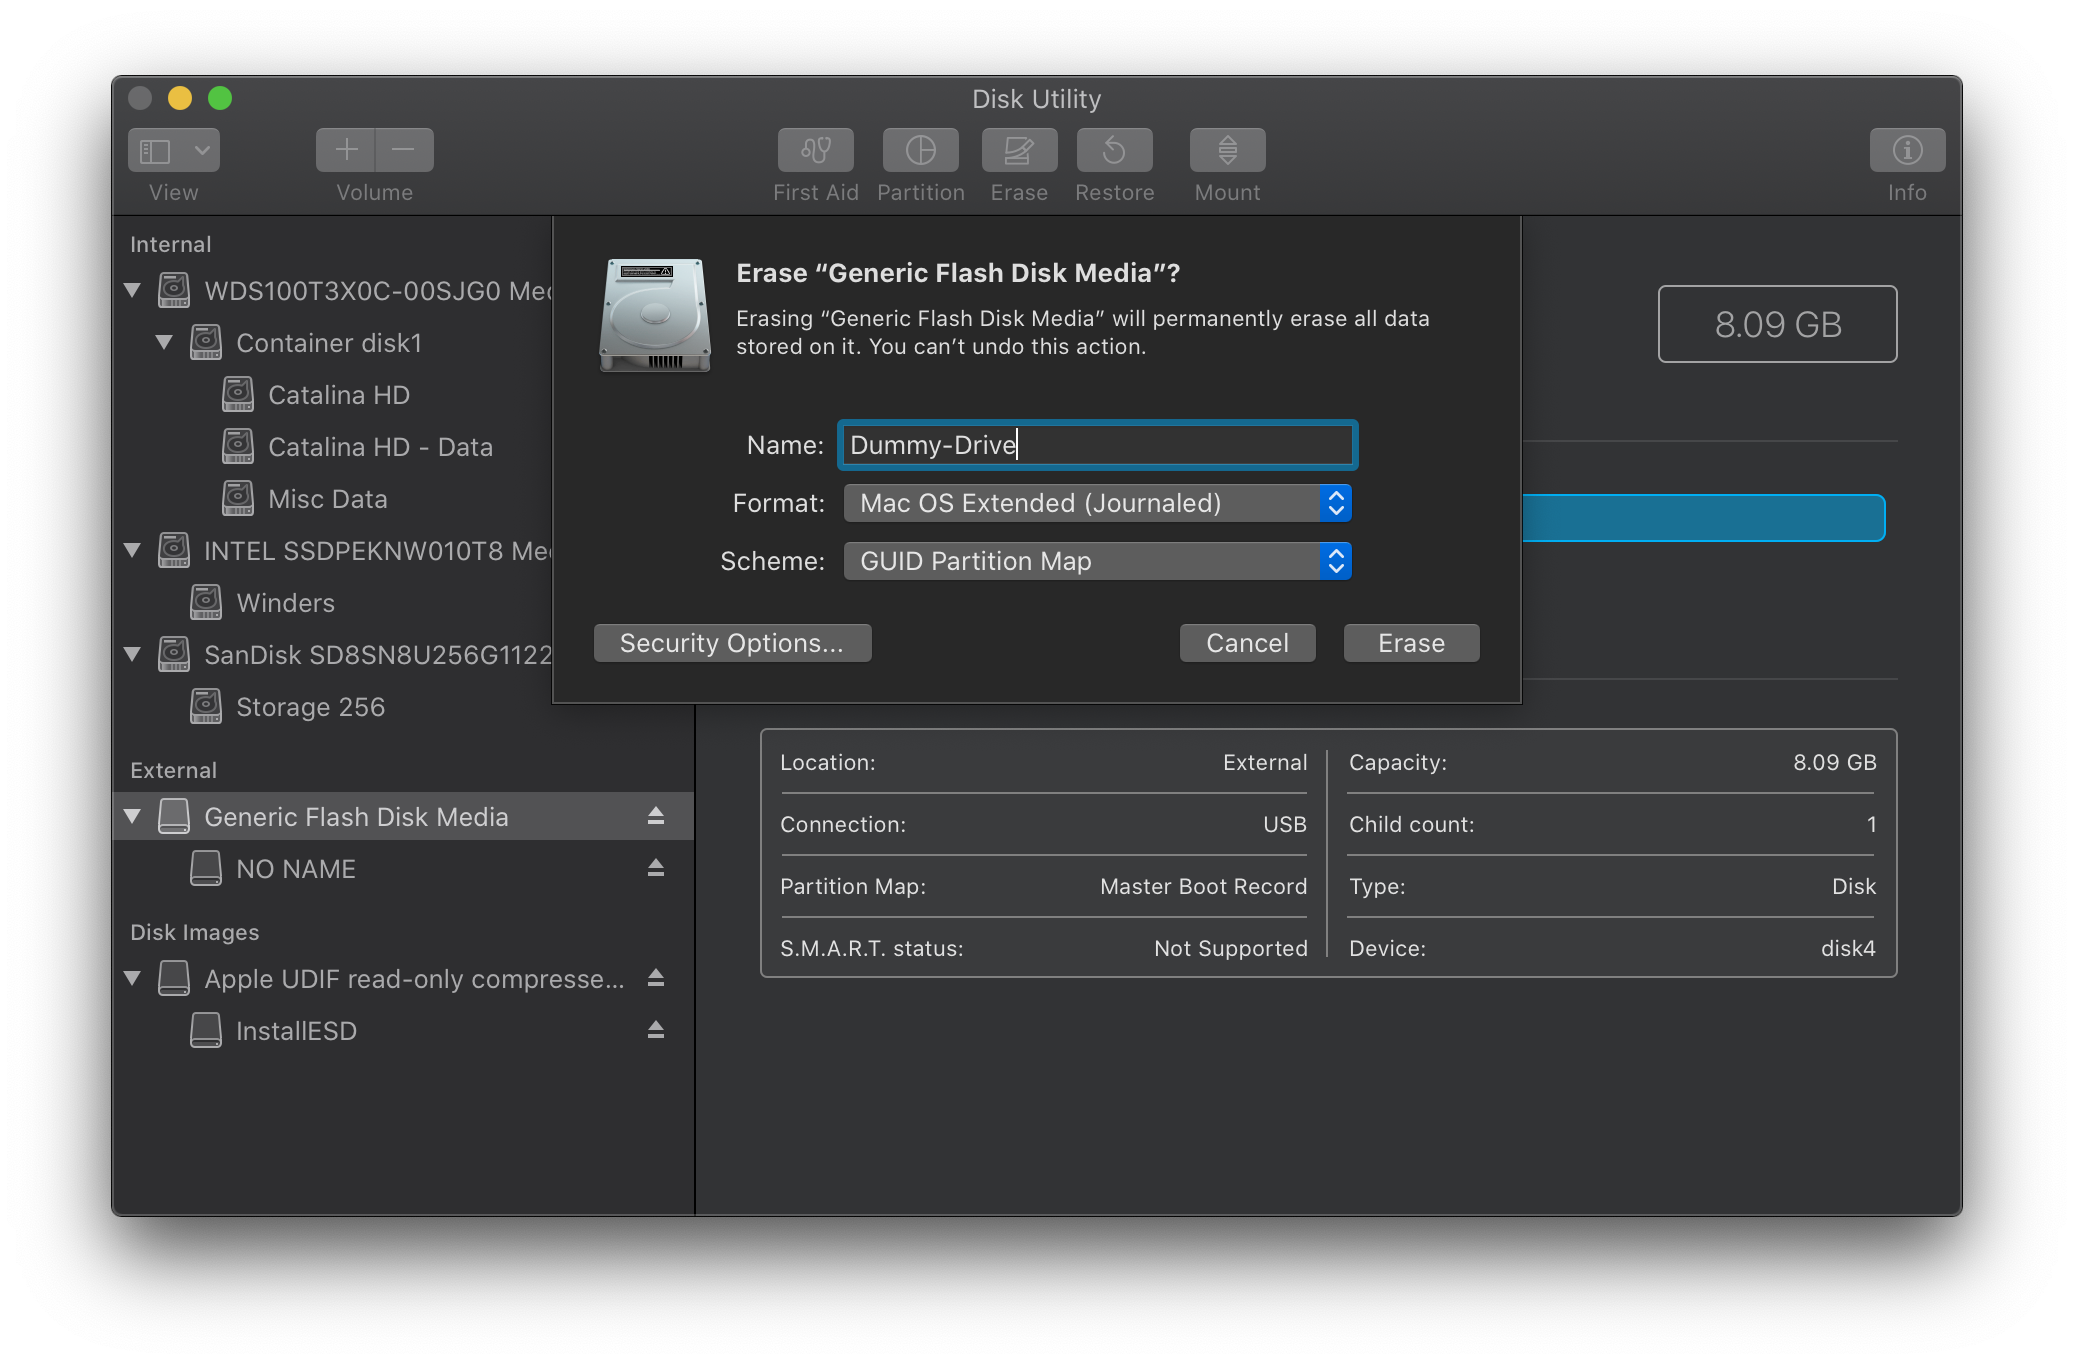 Disk Utility
View
Volume
First Aid
Partition
Erase
Restore
Mount
Info
Internal
WDS100T3X0C-00SJG0 Med
Container disk1
Catalina HD
Catalina HD - Data
Misc Data
INTEL SSDPEKNW010T8 Me
Winders
SanDisk SD8SN8U256G1122
Storage 256
External
Generic Flash Disk Media
NO NAME
Disk Images
Apple UDIF read-only compresse...
InstallESD
Erase “Generic Flash Disk Media”?
Erasing “Generic Flash Disk Media” will permanently erase all data
stored on it. You can’t undo this action.
Name: Dummy-Drive
Format: Mac OS Extended (Journaled)
Scheme: GUID Partition Map
Security Options...
Cancel
Erase
8.09 GB
Location: External
Connection: USB
Partition Map: Master Boot Record
S.M.A.R.T. status: Not Supported
Capacity: 8.09 GB
Child count: 1
Type: Disk
Device: disk4